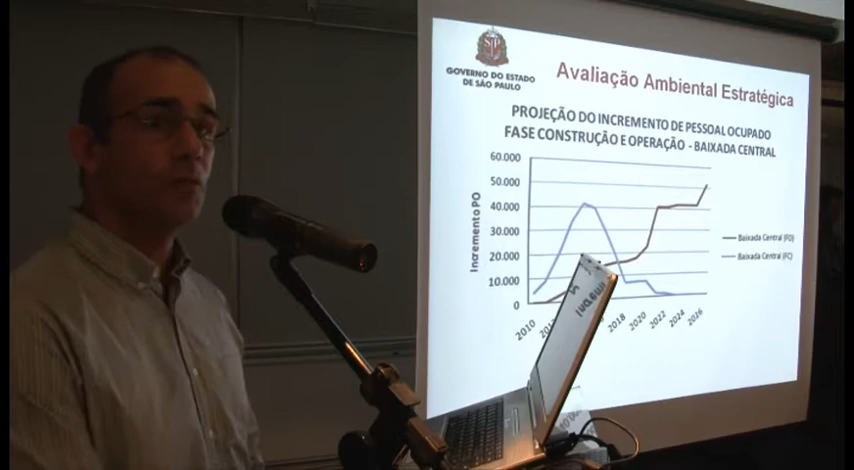 GOVERNO DO ESTADO
DE SÃO PAULO
Avaliação Ambiental Estratégica
PROJEÇÃO DO INCREMENTO DE PESSOAL OCUPADO
FASE CONSTRUÇÃO E OPERAÇÃO - BAIXADA CENTRAL
Incremento PO
60.000
50.000
40.000
30.000
20.000
10.000
0
2010
2018
2020
2022
2024
2026
Baixada Central (FO)
Baixada Central (FC)